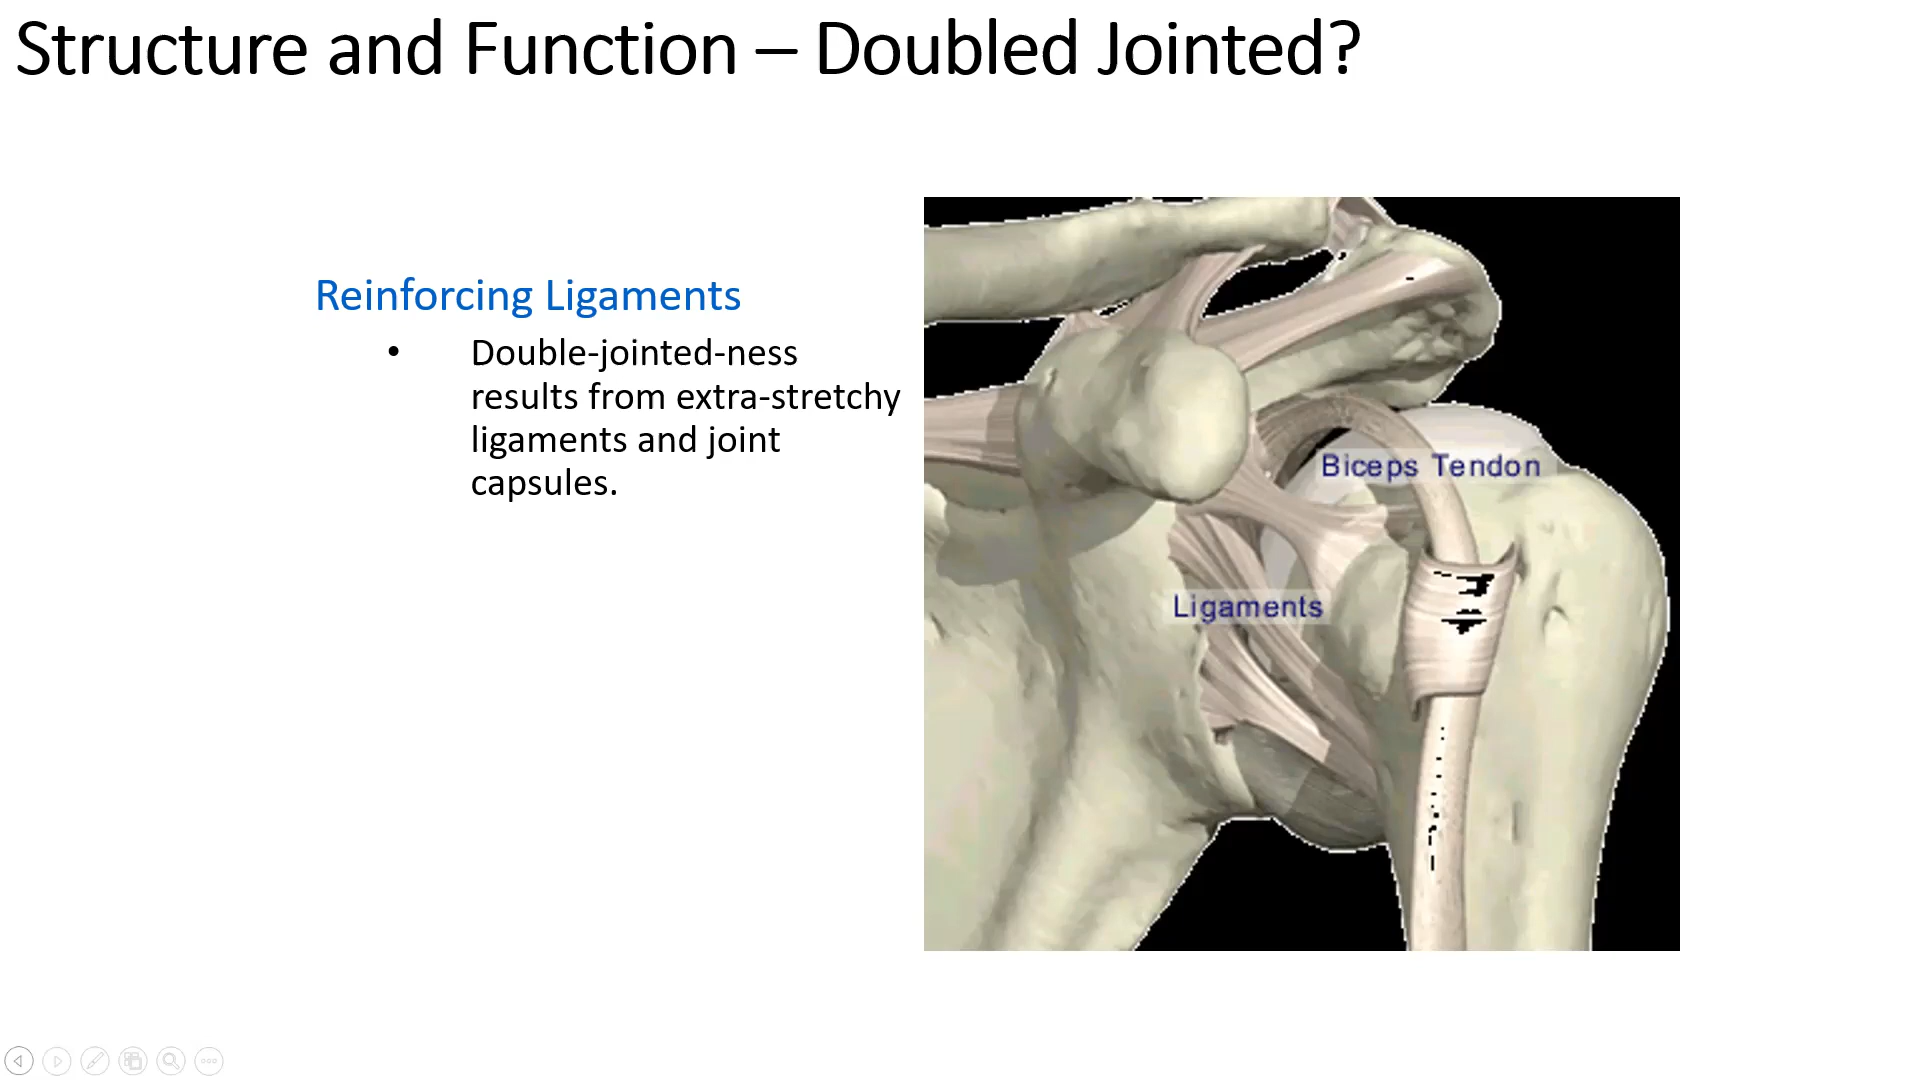 Structure and Function – Doubled Jointed?
Reinforcing Ligaments
• Double-jointed-ness
results from extra-stretchy
ligaments and joint
capsules.
Biceps Tendon
Ligaments